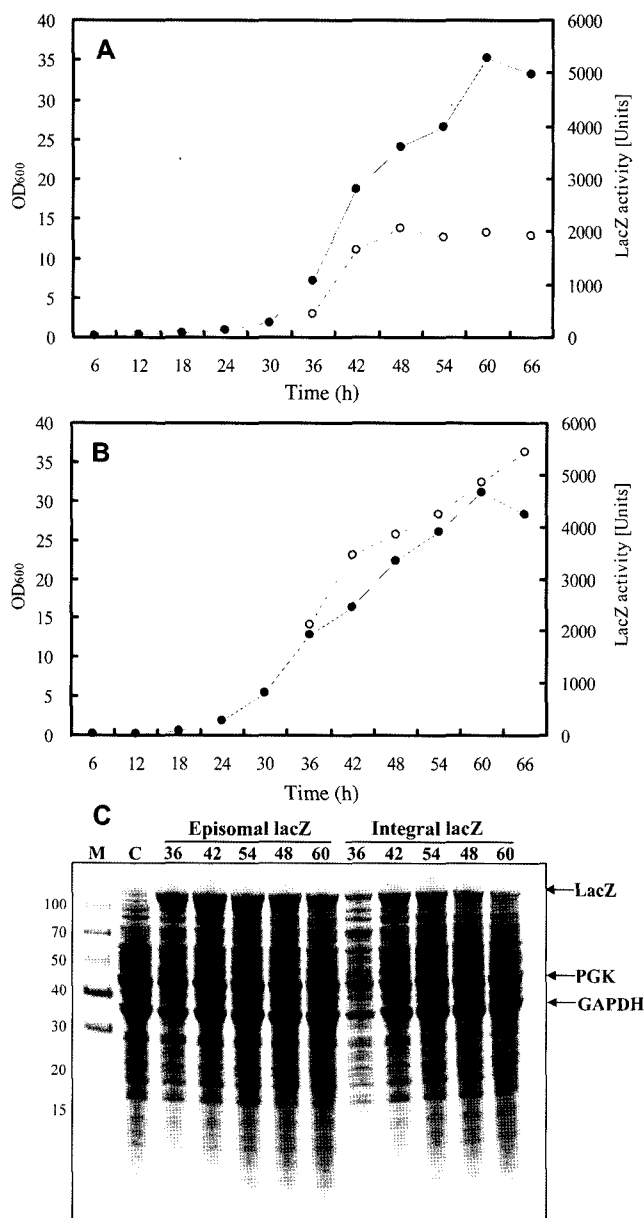 A
40
35
30
25
20
15
10
5
0
OD600
6000
5000
4000
3000
2000
1000
0
LacZ activity [Units]
6 12 18 24 30 36 42 48 54 60 66
Time (h)
B
40
35
30
25
20
15
10
5
0
OD600
6000
5000
4000
3000
2000
1000
0
LacZ activity [Units]
6 12 18 24 30 36 42 48 54 60 66
Time (h)
C
Episomal lacZ Integral lacZ
M C 36 42 54 48 60 36 42 54 48 60
100
70
50
40
30
20
15
LacZ
PGK
GAPDH